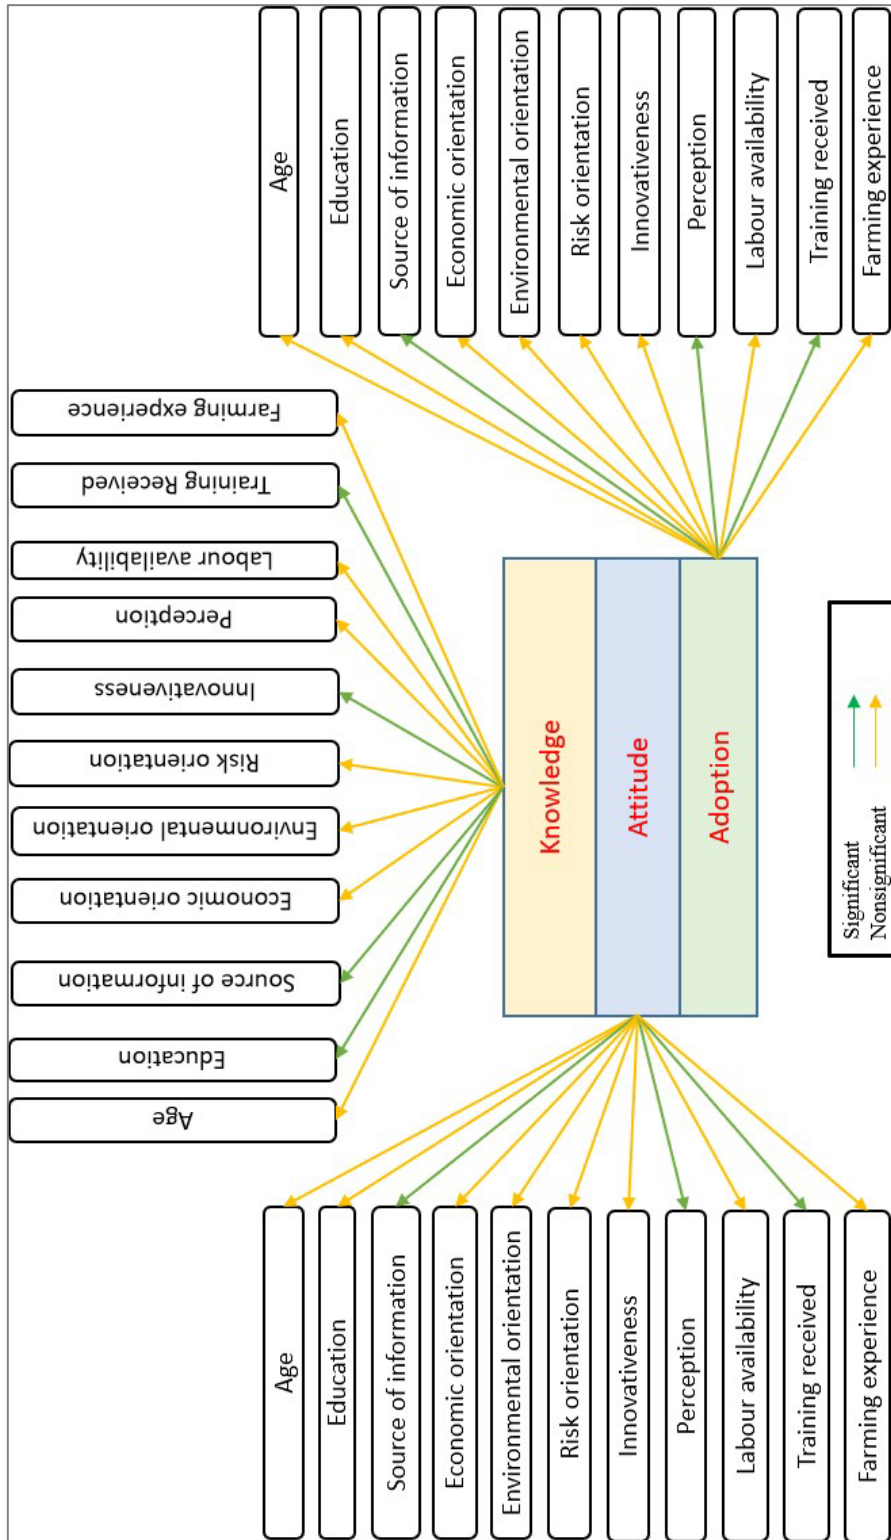 Age
Education
Source of information
Economic orientation
Environmental orientation
Risk orientation
Innovativeness
Perception
Labour availability
Training received
Farming experience
Age
Education
Source of information
Economic orientation
Environmental orientation
Risk orientation
Innovativeness
Perception
Labour availability
Training Received
Farming experience
Knowledge
Attitude
Adoption
Age
Education
Source of information
Economic orientation
Environmental orientation
Risk orientation
Innovativeness
Perception
Labour availability
Training received
Farming experience
Significant
Nonsignificant